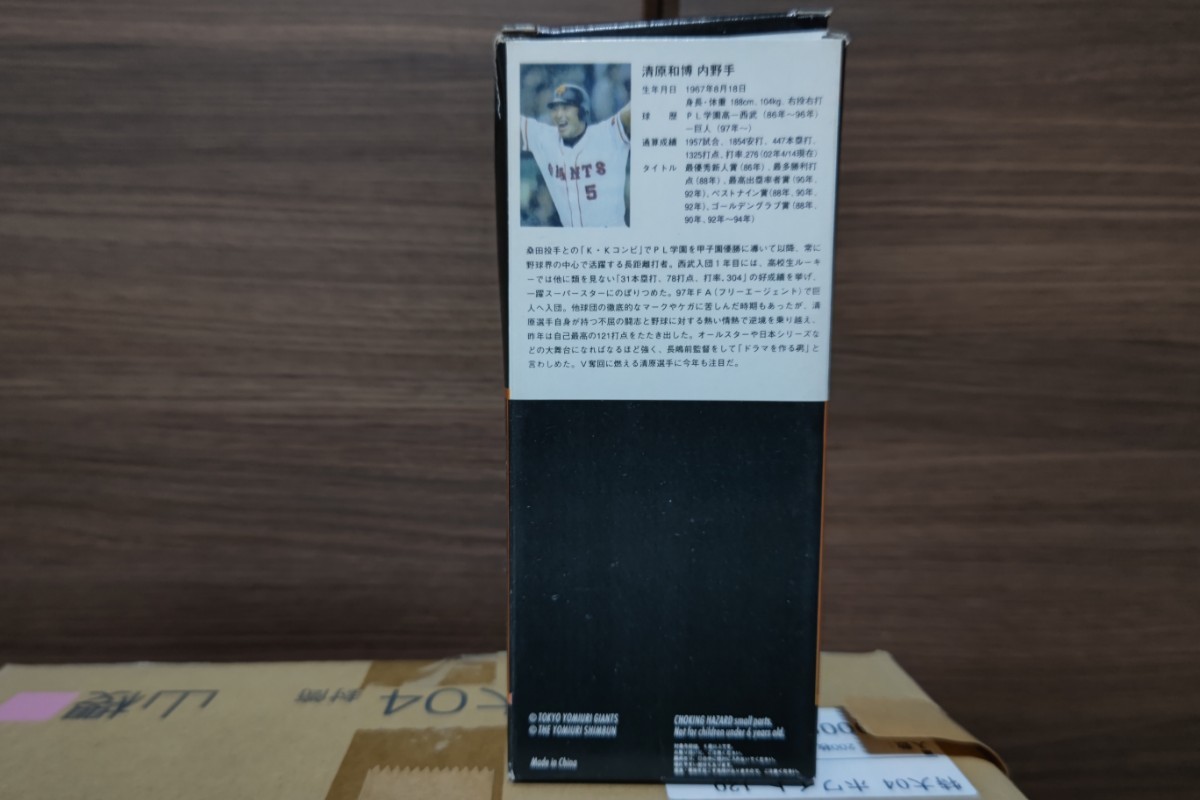 清原和博 内野手
生年月日 1967年8月18日
身長・体重 188cm、104kg、右投右打
球 歴 PL学園高ー西武(86年〜96年)
ー巨人(97年〜)
通算成績 1957試合、1854安打、447本塁打、
1325打点、打率.276(02年4/14現在)
タイトル 最優秀新人賞(86年)、最多勝利打
点(88年)、最高出塁率者賞(90年、
92年)、ベストナイン賞(88年、90年、
92年)、ゴールデングラブ賞(88年、
90年、92年〜94年)
GIANTS
5
桑田投手との「K・Kコンビ」でPL学園を甲子園優勝に導いて以降、常に
野球界の中心で活躍する長距離打者。西武入団1年目には、高校生ルーキ
ーでは他に類を見ない「31本塁打、78打点、打率.304」の好成績を挙げ、
一躍スーパースターにのぼりつめた。97年FA(フリーエージェント)で巨
人へ入団。他球団の徹底的なマークやケガに苦しんだ時期もあったが、清
原選手自身が持つ不屈の闘志と野球に対する熱い情熱で逆境を乗り越え、
昨年は自己最高の121打点をたたき出した。オールスターや日本シリーズな
どの大舞台になればなるほど強く、長嶋前監督をして「ドラマを作る男」と
言わしめた。V奪回に燃える清原選手に今年も注目だ。
© TOKYO YOMIURI GIANTS
© THE YOMIURI SHIMBUN
Made in China
CHOKING HAZARD small parts.
Not for children under 6 years old.
山櫻
封筒
04
特大04 ホワイト 120